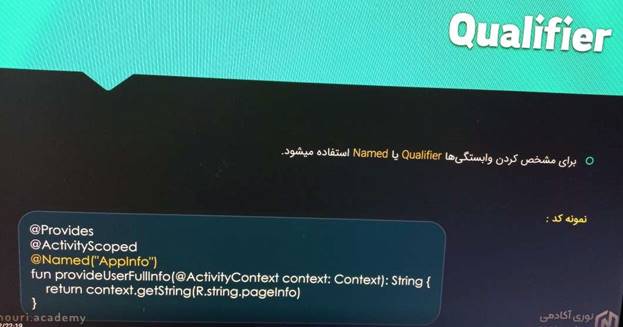 Qualifier
برای مشخص کردن وابستگی‌ها Qualifier یا Named استفاده میشود.
نمونه کد :
@Provides
@ActivityScoped
@Named("AppInfo")
fun provideUserFullInfo(@ActivityContext context: Context): String {
return context.getString(R.string.pageInfo)
}
نوری آکادمی
nouri.academy